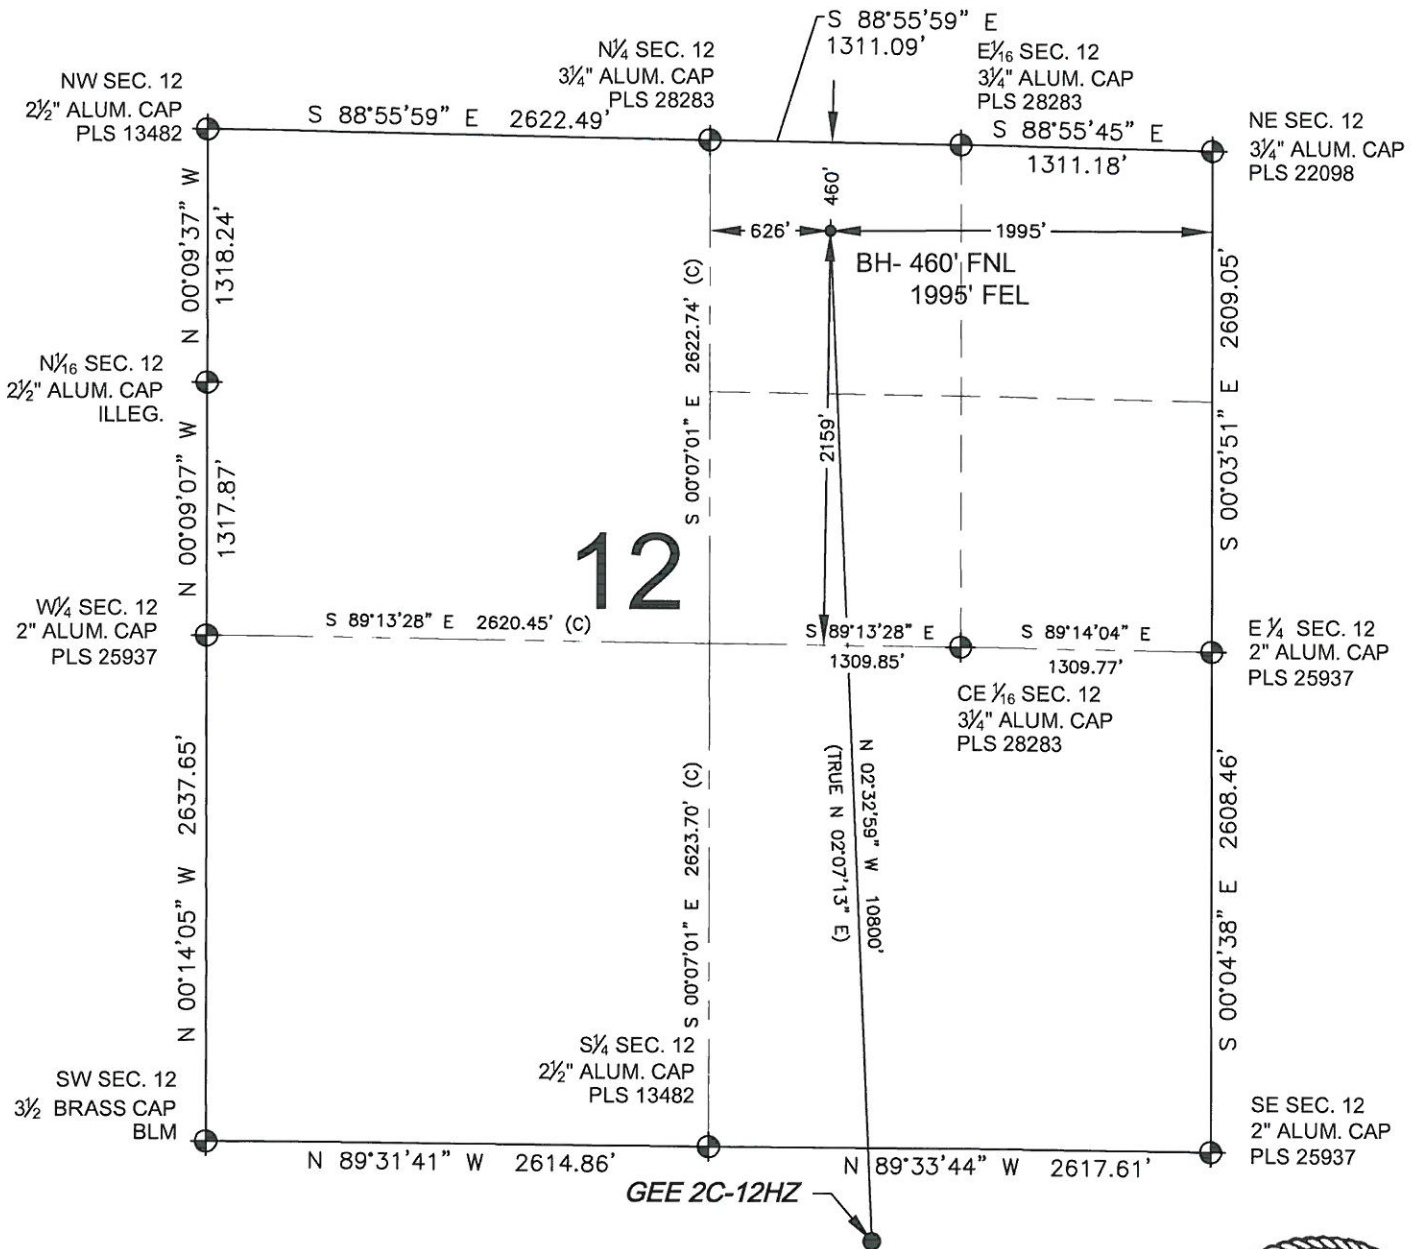 S 88°55'59" E
1311.09'
N¼ SEC. 12
3¼" ALUM. CAP
PLS 28283
E1⁄16 SEC. 12
3¼" ALUM. CAP
PLS 28283
NW SEC. 12
2½" ALUM. CAP
PLS 13482
S 88°55'59" E 2622.49'
S 88°55'45" E
1311.18'
NE SEC. 12
3¼" ALUM. CAP
PLS 22098
N 00°09'37" W
1318.24'
460'
626'
1995'
BH- 460' FNL
1995' FEL
S 00°07'01" E 2622.74' (C)
S 00°03'51" E 2609.05'
N1⁄16 SEC. 12
2½" ALUM. CAP
ILLEG.
2159'
N 00°09'07" W
1317.87'
12
W¼ SEC. 12
2" ALUM. CAP
PLS 25937
S 89°13'28" E 2620.45' (C)
S 89°13'28" E
1309.85'
S 89°14'04" E
1309.77'
E ¼ SEC. 12
2" ALUM. CAP
PLS 25937
CE 1⁄16 SEC. 12
3¼" ALUM. CAP
PLS 28283
N 00°14'05" W 2637.65'
S 00°07'01" E 2623.70' (C)
N 02°32'59" W 10800'
(TRUE N 02°07'13" E)
S 00°04'38" E 2608.46'
S¼ SEC. 12
2½" ALUM. CAP
PLS 13482
SW SEC. 12
3½ BRASS CAP
BLM
SE SEC. 12
2" ALUM. CAP
PLS 25937
N 89°31'41" W 2614.86'
N 89°33'44" W 2617.61'
GEE 2C-12HZ